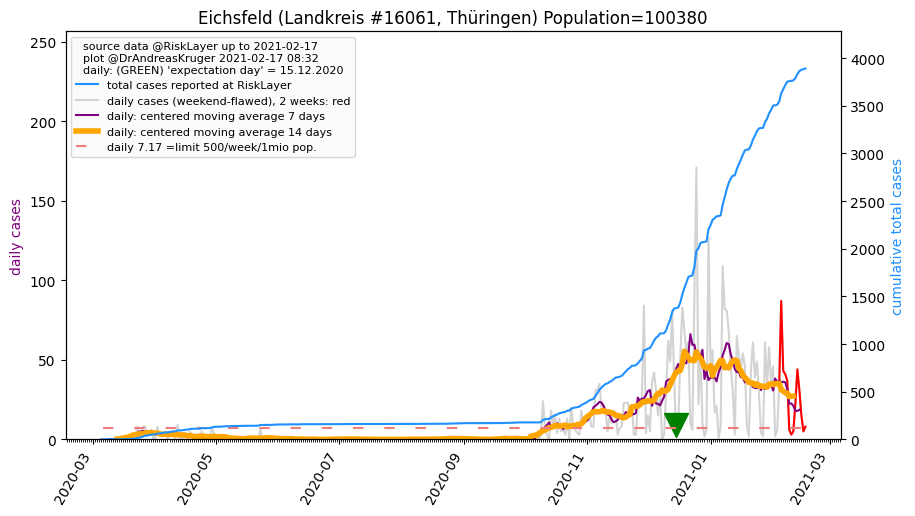 Eichsfeld (Landkreis #16061, Thüringen) Population=100380
source data @RiskLayer up to 2021-02-17
plot @DrAndreasKruger 2021-02-17 08:32
daily: (GREEN) 'expectation day' = 15.12.2020
total cases reported at RiskLayer
daily cases (weekend-flawed), 2 weeks: red
daily: centered moving average 7 days
daily: centered moving average 14 days
daily 7.17 =limit 500/week/1mio pop.
daily cases
250
200
150
100
50
0
cumulative total cases
4000
3500
3000
2500
2000
1500
1000
500
0
2020-03
2020-05
2020-07
2020-09
2020-11
2021-01
2021-03